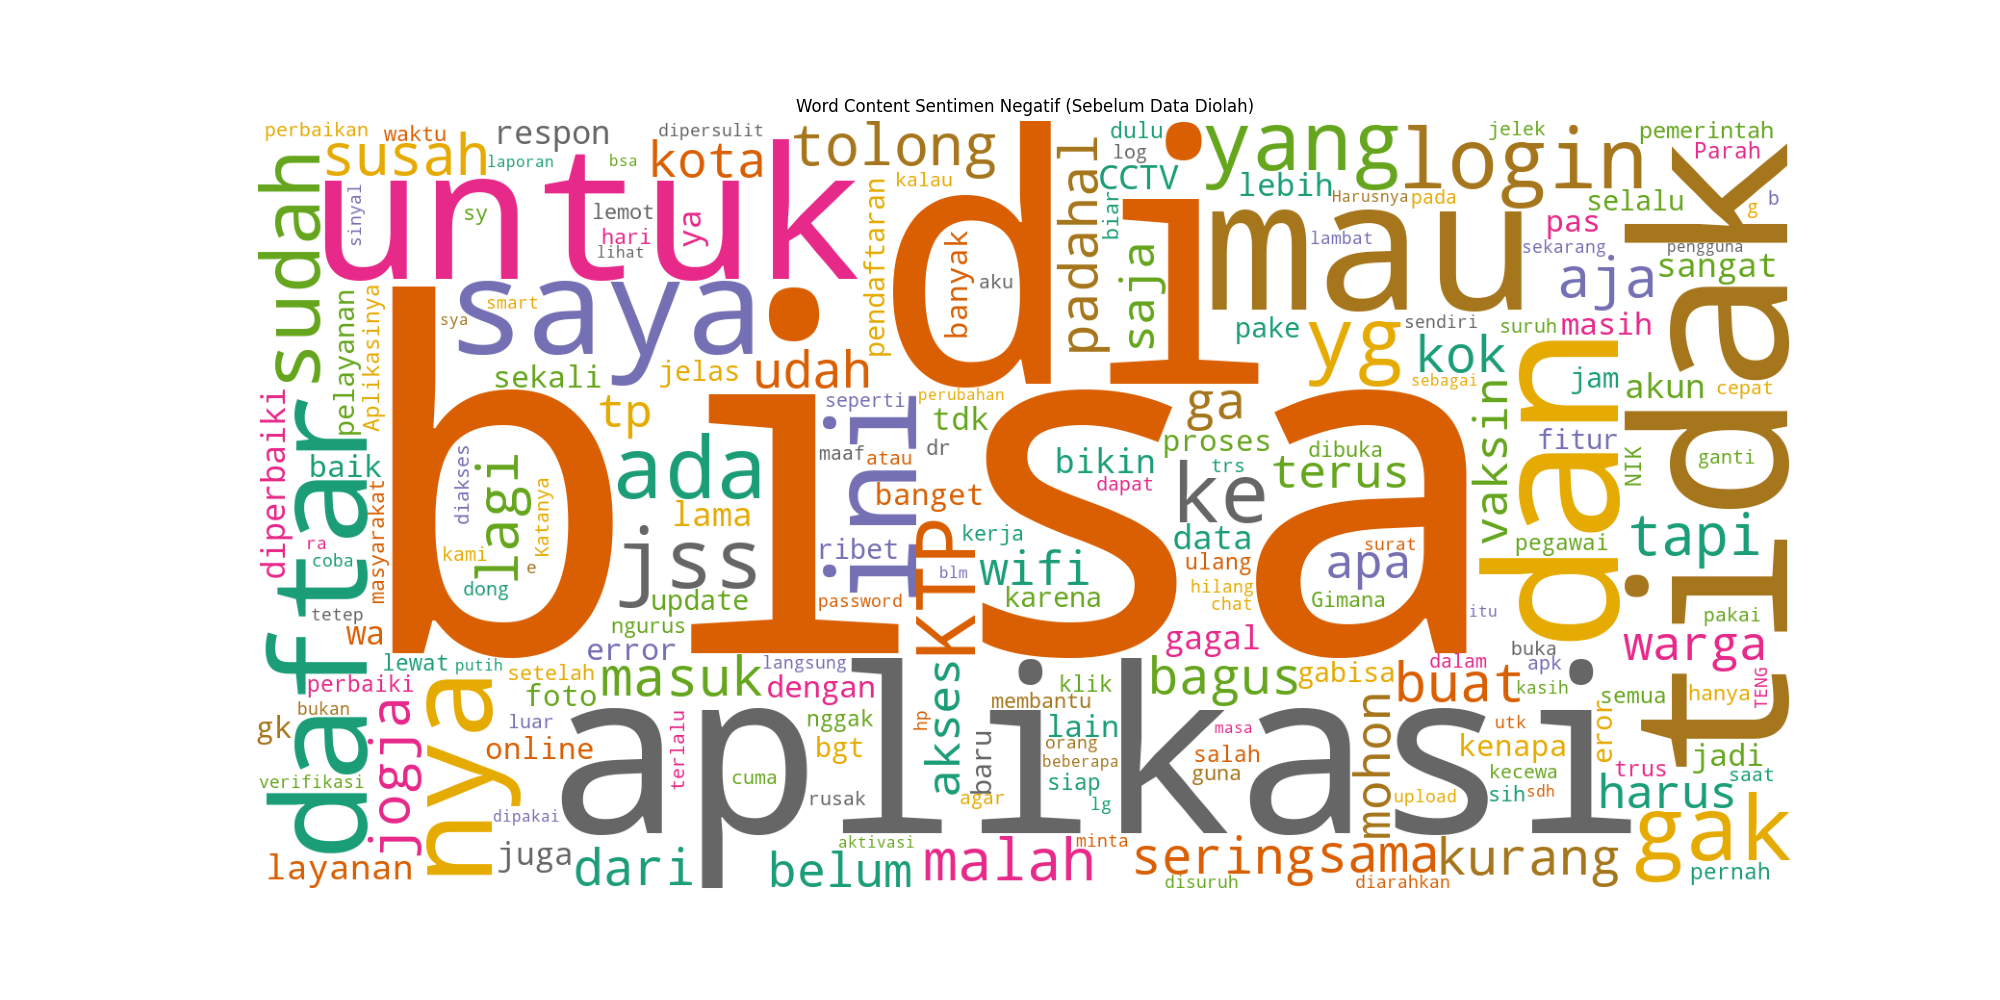 Word Content Sentimen Negatif (Sebelum Data Diolah)
perbaikan
waktu
respon
dipersulit
tolong
dulu
yang
login
jelek
pemerintah
susah
laporan
bsa
kota
log
Parah
untuk
di
padahal
CCTV
lebih
Harusnya
pada
selalu
g
b
sudah
sinyal
sy
lemot
hari
lihat
ya
kalau
pendaftaran
banyak
aku
biar
saja
mau
lambat
pas
sekarang
pengguna
sangat
aja
tidak
saya
smart
sya
pelayanan
Aplikasinya
pake
yg
sendiri
suruh
masih
kok
dan
sekali
jelas
udah
sebagai
jam
akun
cepat
diperbaiki
daftar
bisa
tp
seperti
ini
perubahan
tdk
ga
proses
dibuka
vaksin
fitur
NIK
ganti
baik
masyarakat
diakses
lagi
Katanya
ada
maaf
atau
dr
bikin
dapat
trs
terus
lama
banget
ke
tapi
ra
coba
kami
e
dong
jss
ribet
KTP
kerja
wifi
blm
data
ulang
apa
surat
pegawai
hilang
chat
Gimana
itu
tetep
wa
update
password
karena
ngurus
pakai
error
gagal
warga
buka
lewat
putih
setelah
masuk
langsung
dengan
akses
klik
bagus
gabisa
dalam
buat
apk
kasih
semua
hanya
TENG
perbaiki
bukan
jogja
nya
foto
luar
aplikasi
terlalu
nggak
hp
membantu
lain
masa
mohon
utk
eror
gk
online
bgt
baru
orang
beberapa
salah
kenapa
jadi
verifikasi
cuma
siap
guna
kecewa
trus
saat
rusak
agar
lg
upload
sih
sdh
harus
dipakai
gak
layanan
juga
dari
belum
aktivasi
malah
minta
sering
sama
kurang
disuruh
diarahkan
pernah